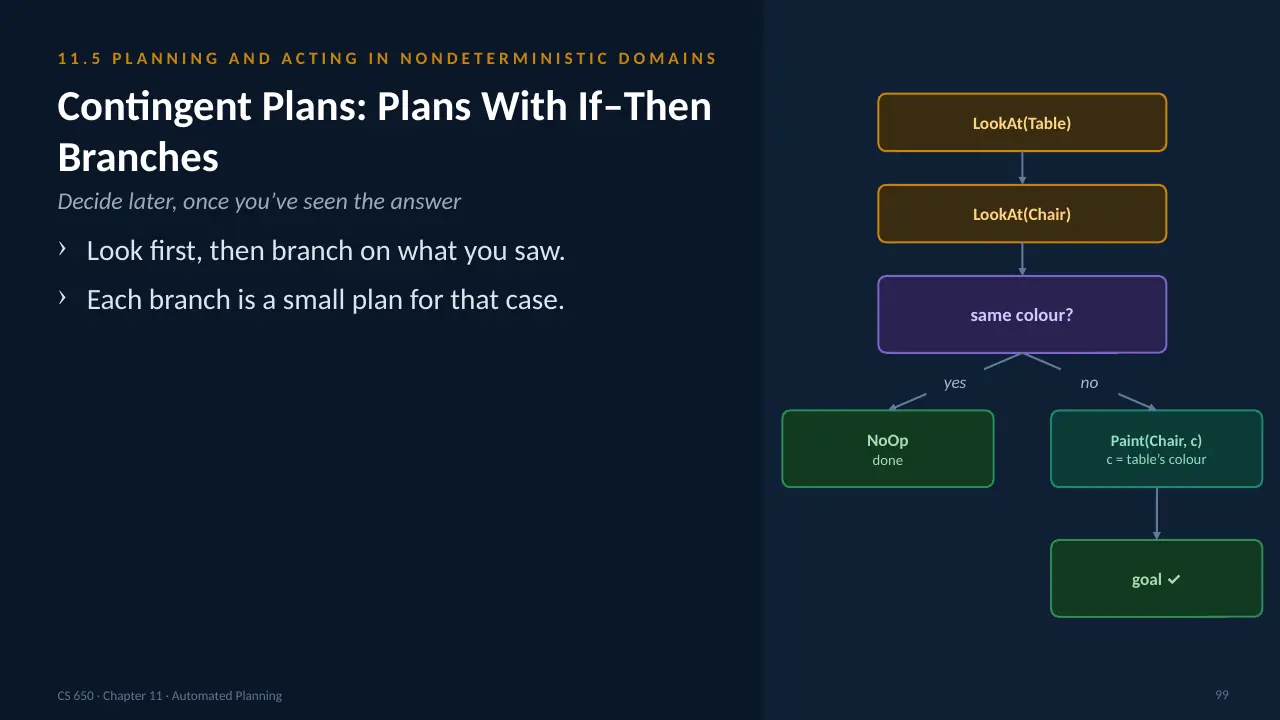 11.5 PLANNING AND ACTING IN NONDETERMINISTIC DOMAINS
Contingent Plans: Plans With If–Then
Branches
Decide later, once you’ve seen the answer
› Look first, then branch on what you saw.
› Each branch is a small plan for that case.
LookAt(Table)
LookAt(Chair)
same colour?
yes
no
NoOp
done
Paint(Chair, c)
c = table’s colour
goal ✓
CS 650 · Chapter 11 · Automated Planning
99